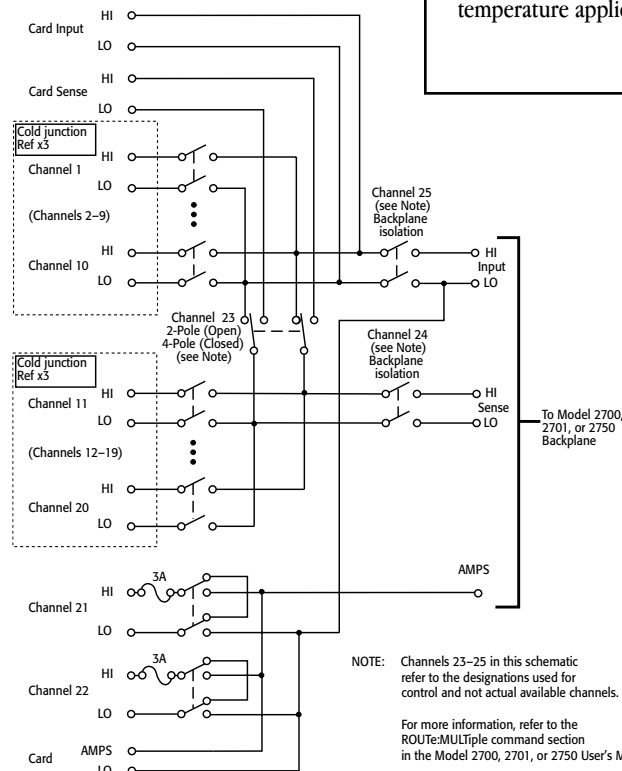 temperature applic
Card Input
HI
LO
Card Sense
HI
LO
Cold junction
Ref x3
Channel 1
HI
LO
(Channels 2–9)
Channel 10
HI
LO
Channel 25
(see Note)
Backplane
isolation
HI
Input
LO
Channel 23
2-Pole (Open)
4-Pole (Closed)
(see Note)
Channel 24
(see Note)
Backplane
isolation
Cold junction
Ref x3
Channel 11
HI
LO
(Channels 12–19)
Channel 20
HI
LO
HI
Sense
LO
To Model 2700,
2701, or 2750
Backplane
AMPS
Channel 21
HI
3A
LO
Channel 22
HI
3A
LO
Card
AMPS
LO
NOTE: Channels 23–25 in this schematic
refer to the designations used for
control and not actual available channels.
For more information, refer to the
ROUTe:MULTiple command section
in the Model 2700, 2701, or 2750 User's M